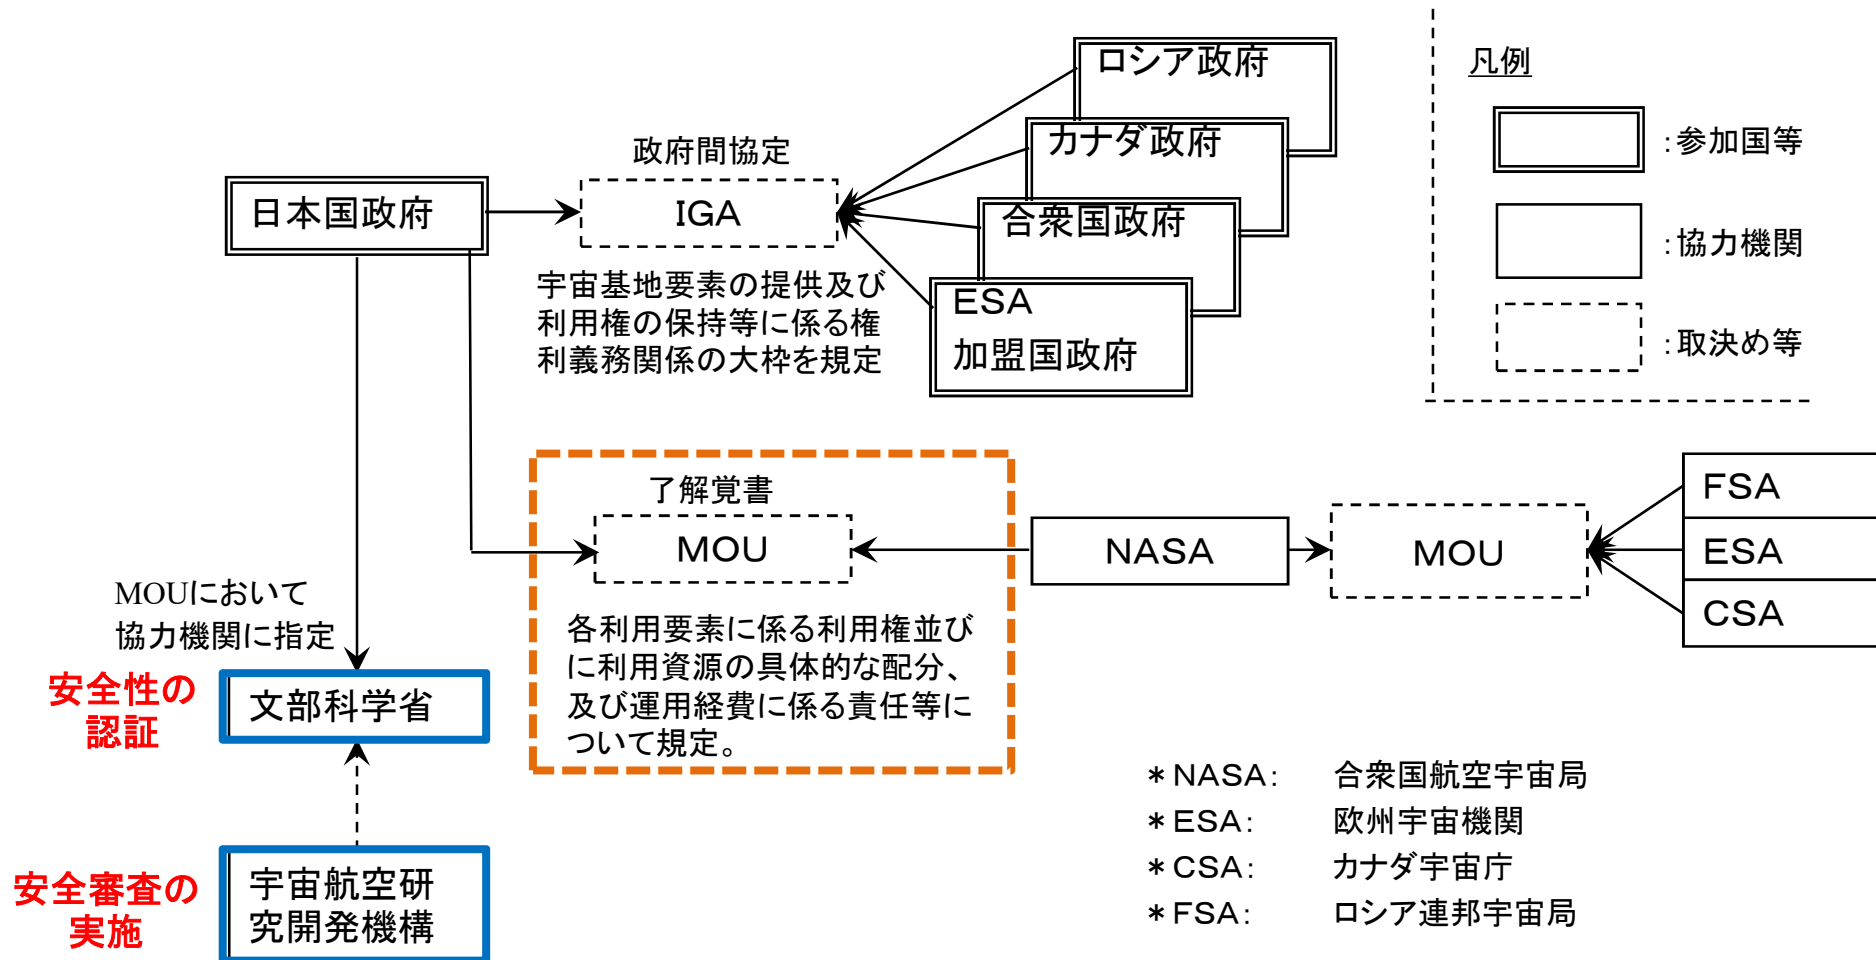 ロシア政府
カナダ政府
合衆国政府
ESA
加盟国政府
政府間協定
IGA
日本国政府
宇宙基地要素の提供及び
利用権の保持等に係る権
利義務関係の大枠を規定
凡例
:参加国等
:協力機関
:取決め等
了解覚書
MOU
各利用要素に係る利用権並び
に利用資源の具体的な配分、
及び運用経費に係る責任等に
ついて規定。
NASA
MOU
FSA
ESA
CSA
MOUにおいて
協力機関に指定
安全性の
認証
文部科学省
安全審査の
実施
宇宙航空研
究開発機構
*NASA: 合衆国航空宇宙局
*ESA: 欧州宇宙機関
*CSA: カナダ宇宙庁
*FSA: ロシア連邦宇宙局